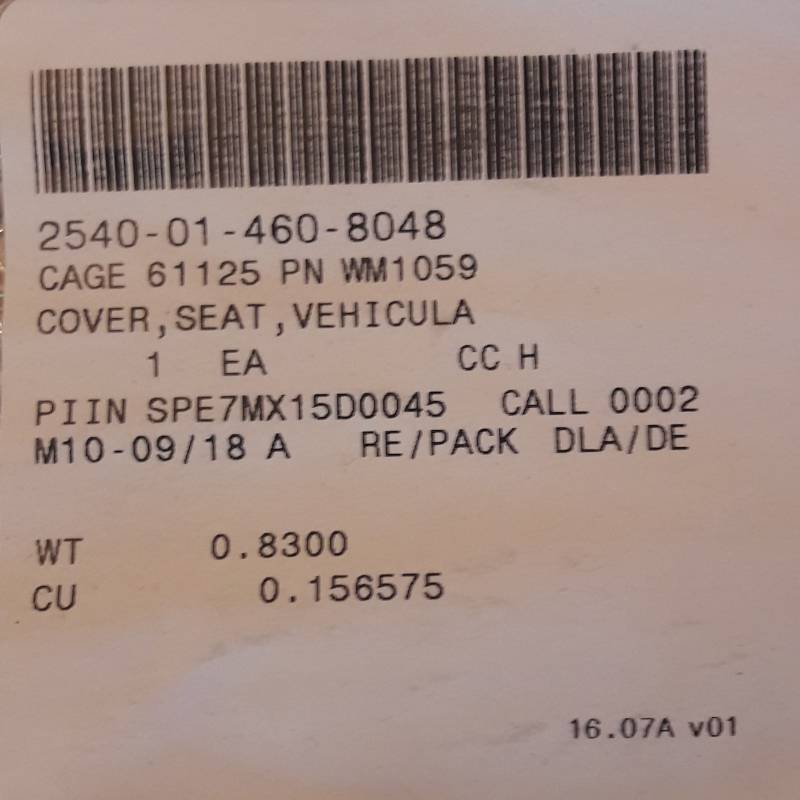 2540-01-460-8048
CAGE 61125 PN WM1059
COVER,SEAT,VEHICULA
1 EA CC H
PIIN SPE7MX15D0045 CALL 0002
M10-09/18 A RE/PACK DLA/DE
WT 0.8300
CU 0.156575
16.07A v01